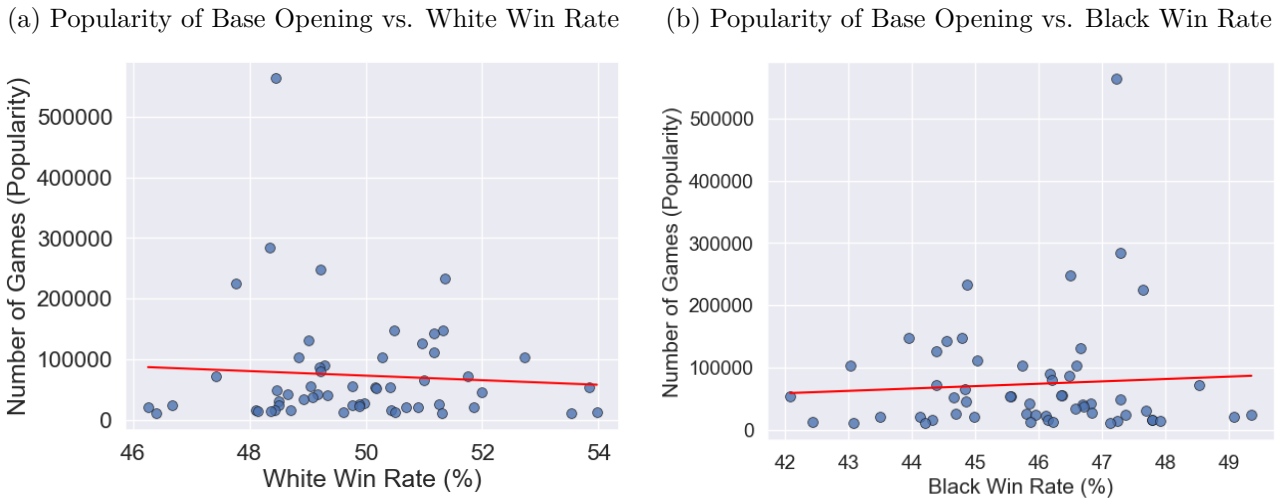 (a) Popularity of Base Opening vs. White Win Rate
Number of Games (Popularity)
500000
400000
300000
200000
100000
0
46 48 50 52 54
White Win Rate (%)
(b) Popularity of Base Opening vs. Black Win Rate
Number of Games (Popularity)
500000
400000
300000
200000
100000
0
42 43 44 45 46 47 48 49
Black Win Rate (%)